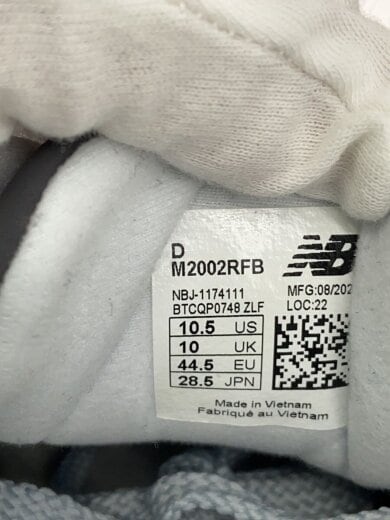 D
M2002RFB
NB
NBJ-1174111
MFG:08/202
BTCQP0748 ZLF
LOC:22
10.5 US
10 UK
44.5 EU
28.5 JPN
Made in Vietnam
Fabriqué au Vietnam